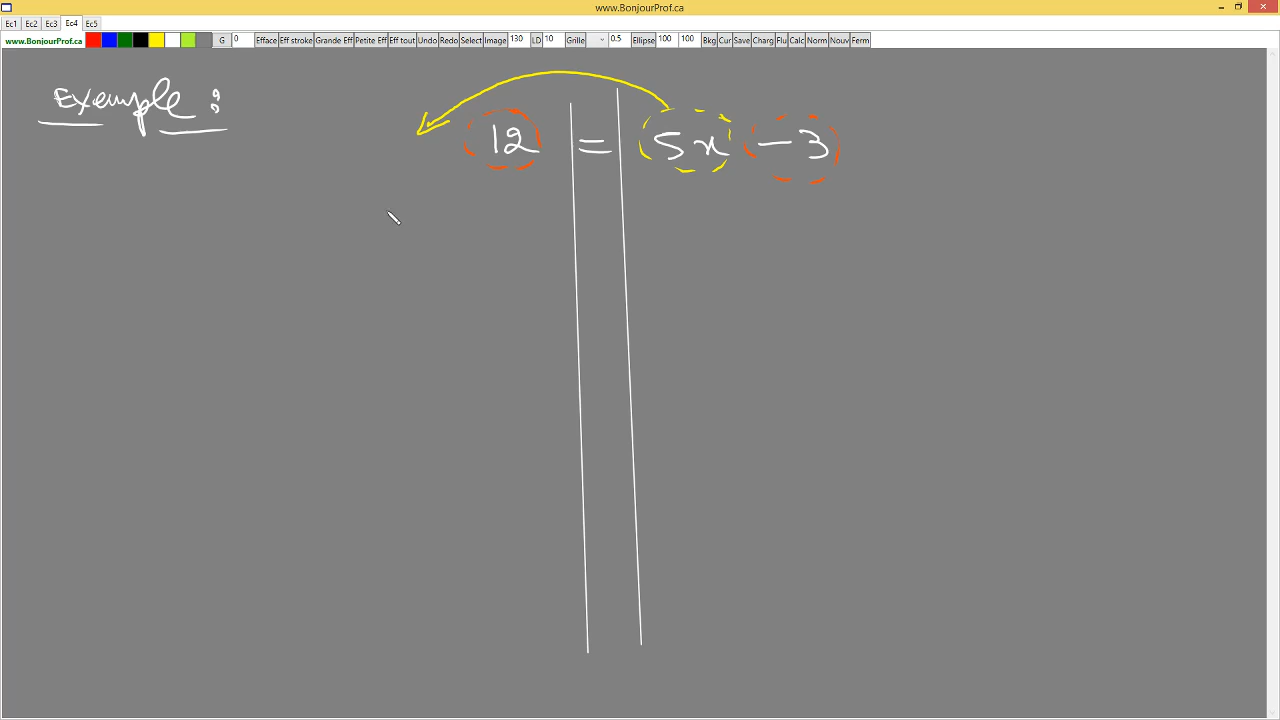 www.BonjourProf.ca
Ec1 Ec2 Ec3 Ec4 Ec5
www.BonjourProf.ca G 0 Efface Eff stroke Grande Eff Petite Eff Eff tout Undo Redo Select Image 130 LD 10 Grille 0.5 Ellipse 100 100 Bkg Cur Save Charg Flu Calc Norm Nouv Ferm
Exemple :
12 = 5x - 3